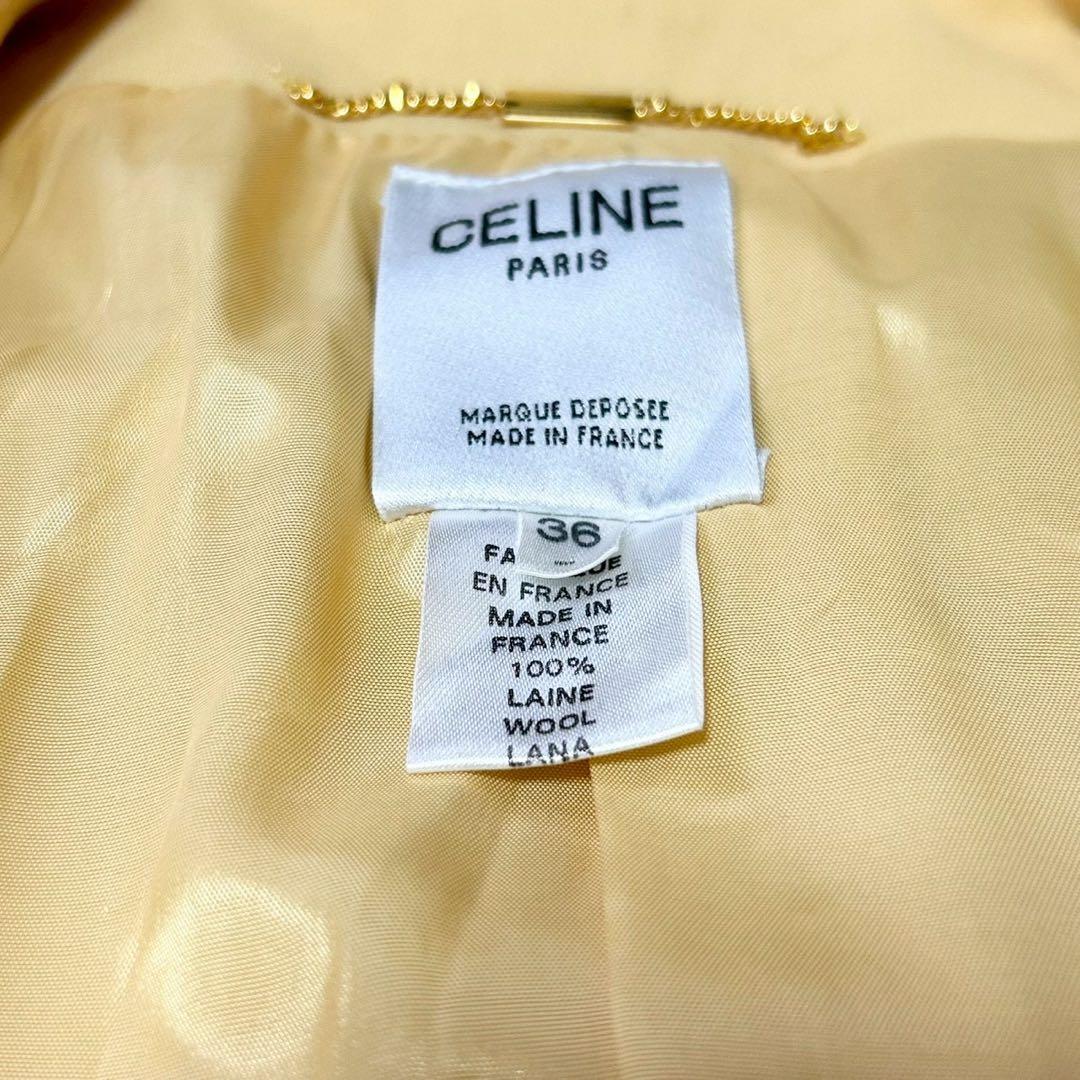 CELINE
PARIS
MARQUE DEPOSEE
MADE IN FRANCE
36
EN FRANCE
MADE IN
FRANCE
100%
LAINE
WOOL
LANA